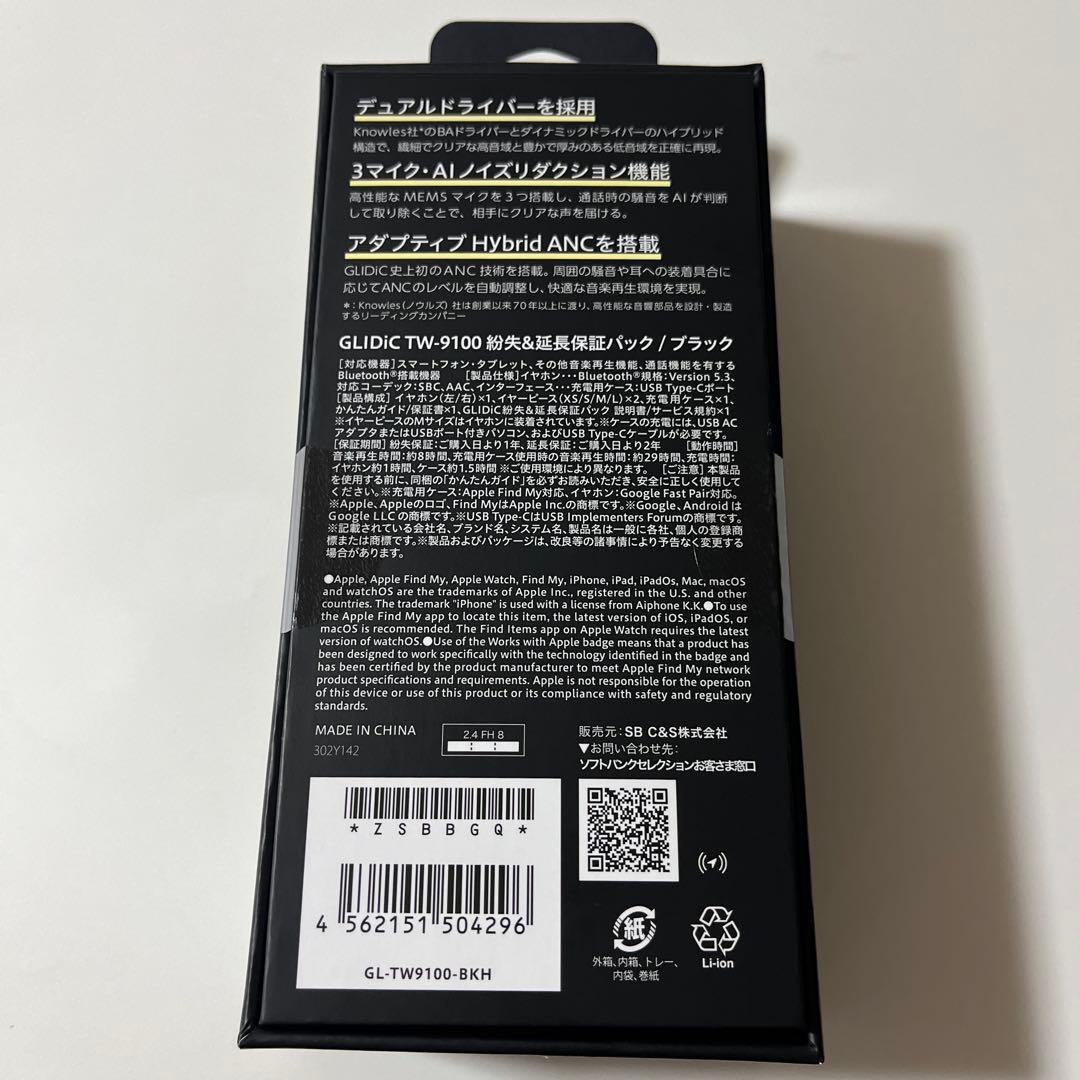 デュアルドライバーを採用
Knowles社*のBAドライバーとダイナミックドライバーのハイブリッド
構造で、繊細でクリアな高音域と豊かで厚みのある低音域を正確に再現。
3マイク・AIノイズリダクション機能
高性能なMEMSマイクを3つ搭載し、通話時の騒音をAIが判断
して取り除くことで、相手にクリアな声を届ける。
アダプティブ Hybrid ANCを搭載
GLIDiC史上初のANC技術を搭載。周囲の騒音や耳への装着具合に
応じてANCのレベルを自動調整し、快適な音楽再生環境を実現。
*：Knowles(ノウルズ)社は創業以来70年以上に渡り、高性能な音響部品を設計・製造
するリーディングカンパニー
GLIDiC TW-9100 紛失&延長保証パック / ブラック
[対応機器]スマートフォン・タブレット、その他音楽再生機能、通話機能を有する
Bluetooth®搭載機器 [製品仕様]イヤホン・・・Bluetooth®規格：Version 5.3、
対応コーデック：SBC、AAC、インターフェース・・・充電用ケース：USB Type-Cポート
[製品構成] イヤホン(左/右)×1、イヤーピース(XS/S/M/L)×2、充電用ケース×1、
かんたんガイド/保証書×1、GLIDiC紛失&延長保証パック 説明書/サービス規約×1
※イヤーピースのMサイズはイヤホンに装着されています。※ケースの充電には、USB AC
アダプタまたはUSBポート付きパソコン、およびUSB Type-Cケーブルが必要です。
[保証期間] 紛失保証：ご購入日より1年、延長保証：ご購入日より2年 [動作時間]
音楽再生時間：約8時間、充電用ケース使用時の音楽再生時間：約29時間、充電時間：
イヤホン約1時間、ケース約1.5時間 ※ご使用環境により異なります。 [ご注意] 本製品
を使用する前に、同梱の「かんたんガイド」を必ずお読みいただき、安全に正しく使用して
ください。※充電用ケース：Apple Find My対応、イヤホン：Google Fast Pair対応。
※Apple、Appleのロゴ、Find MyはApple Inc.の商標です。※Google、Android は
Google LLC の商標です。※USB Type-CはUSB Implementers Forumの商標です。
※記載されている会社名、ブランド名、システム名、製品名は一般に各社、個人の登録商
標または商標です。※製品およびパッケージは、改良等の諸事情により予告なく変更する
場合があります。
●Apple, Apple Find My, Apple Watch, Find My, iPhone, iPad, iPadOs, Mac, macOS
and watchOS are the trademarks of Apple Inc., registered in the U.S. and other
countries. The trademark "iPhone" is used with a license from Aiphone K.K.●To use
the Apple Find My app to locate this item, the latest version of iOS, iPadOS, or
macOS is recommended. The Find Items app on Apple Watch requires the latest
version of watchOS.●Use of the Works with Apple badge means that a product has
been designed to work specifically with the technology identified in the badge and
has been certified by the product manufacturer to meet Apple Find My network
product specifications and requirements. Apple is not responsible for the operation
of this device or use of this product or its compliance with safety and regulatory
standards.
MADE IN CHINA
302Y142
2.4 FH 8
販売元：SB C&S株式会社
▼お問い合わせ先：
ソフトバンクセレクションお客さま窓口
* Z S B B G Q *
4 562151 504296
GL-TW9100-BKH
紙
外箱、内箱、トレー、
内袋、巻紙
Li-ion